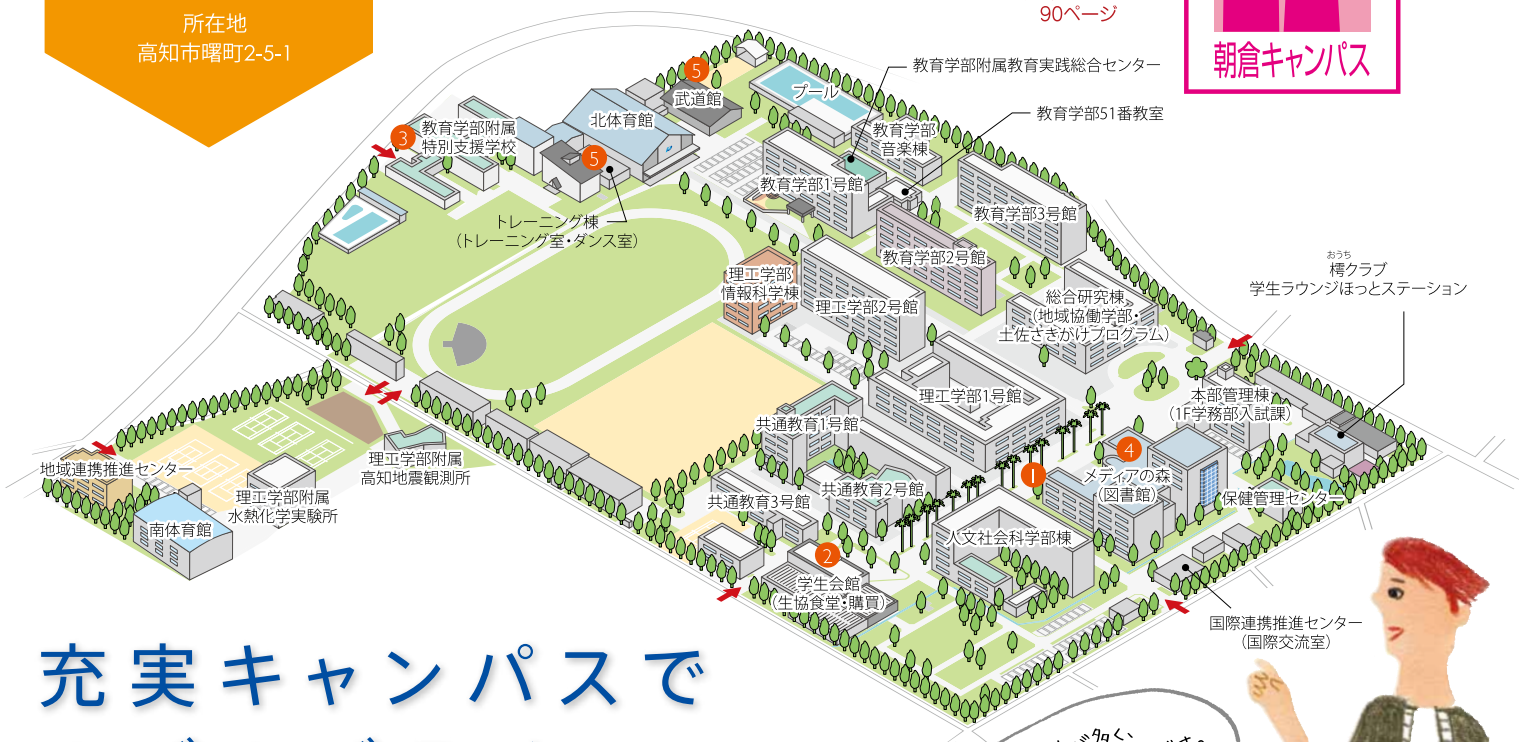 所在地
高知市曙町2-5-1
90ページ
朝倉キャンパス
5
武道館
プール
教育学部附属教育実践総合センター
教育学部51番教室
3
教育学部附属
特別支援学校
北体育館
5
教育学部
音楽棟
教育学部1号館
教育学部3号館
トレーニング棟
(トレーニング室・ダンス室)
教育学部2号館
理工学部
情報科学棟
理工学部2号館
総合研究棟
(地域協働学部・
土佐さきがけプログラム)
おうち
樗クラブ
学生ラウンジほっとステーション
理工学部1号館
本部管理棟
(1F学務部入試課)
共通教育1号館
4
メディアの森
(図書館)
1
保健管理センター
地域連携推進センター
理工学部附属
高知地震観測所
理工学部附属
水熱化学実験所
南体育館
共通教育2号館
共通教育3号館
人文社会科学部棟
2
学生会館
(生協食堂・購買)
国際連携推進センター
(国際交流室)
充実キャンパスで